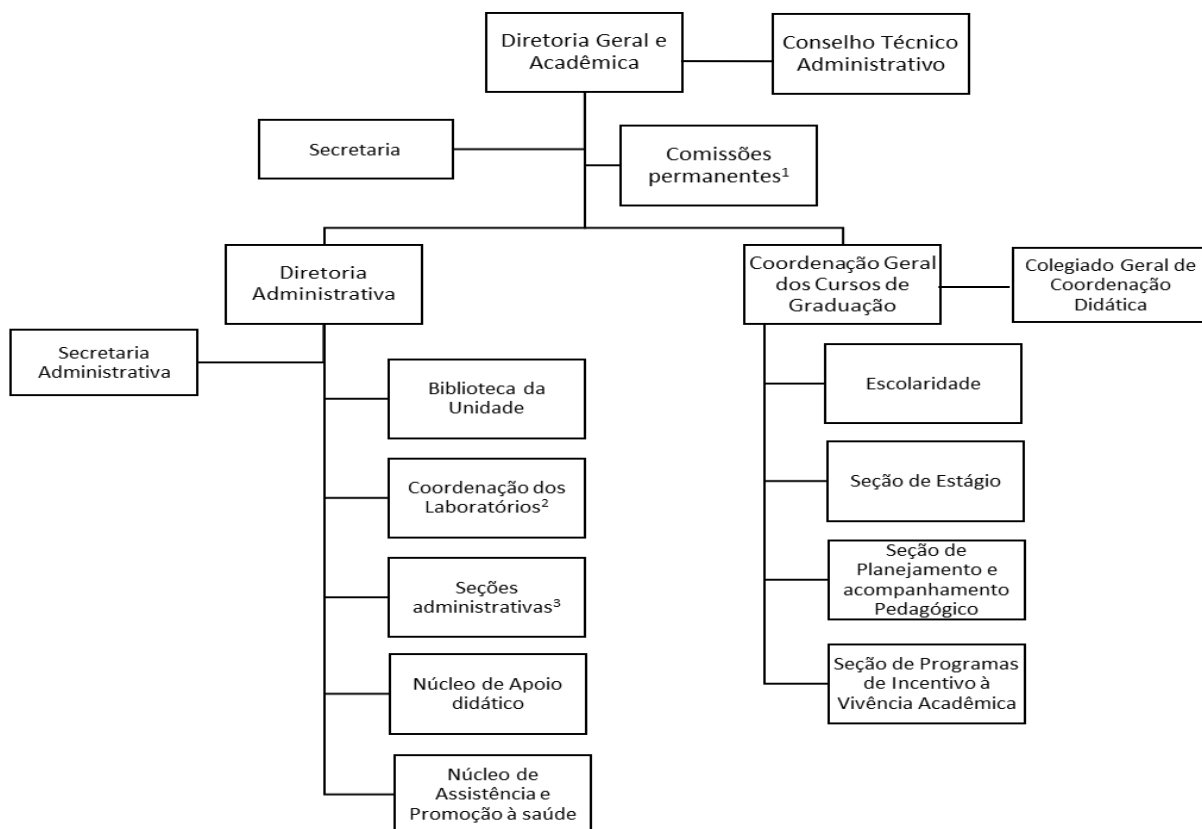 Diretoria Geral e
Acadêmica
Conselho Técnico
Administrativo
Secretaria
Comissões
permanentes¹
Diretoria
Administrativa
Coordenação Geral
dos Cursos de
Graduação
Colegiado Geral de
Coordenação
Didática
Secretaria
Administrativa
Biblioteca da
Unidade
Coordenação dos
Laboratórios²
Seções
administrativas³
Núcleo de Apoio
didático
Núcleo de
Assistência e
Promoção à saúde
Escolaridade
Seção de Estágio
Seção de
Planejamento e
acompanhamento
Pedagógico
Seção de Programas
de Incentivo à
Vivência Acadêmica